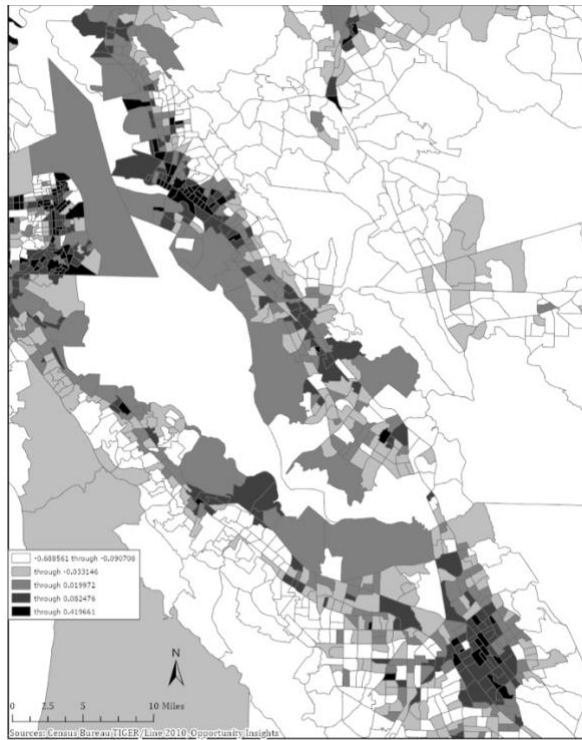 -0.688561 through -0.090708
through -0.033146
through 0.019972
through 0.082476
through 0.419661
N
0 2.5 5 10 Miles
Sources: Census Bureau TIGER/Line 2010, Opportunity Insights